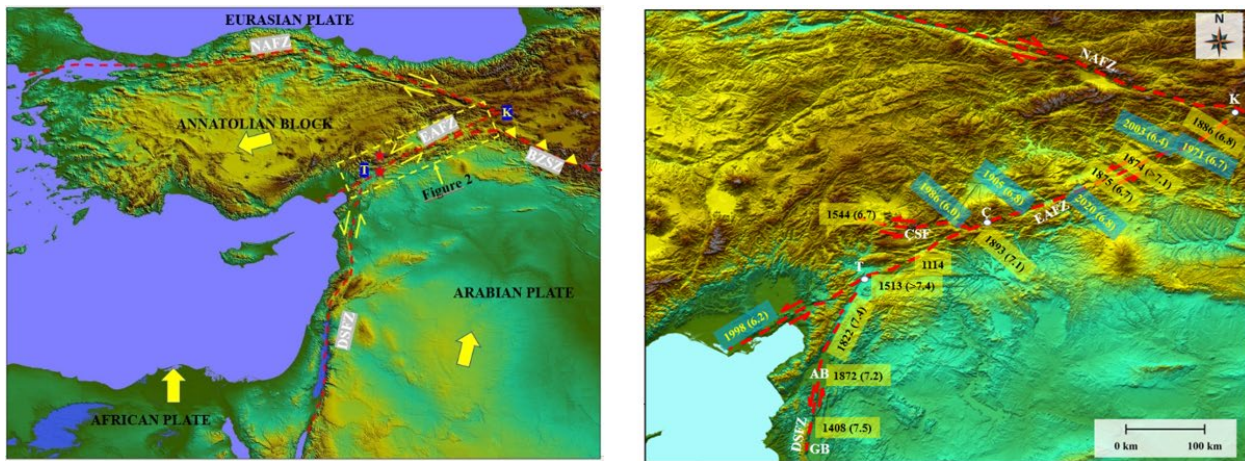 EURASIAN PLATE
NAFZ
K
ANNATOLIAN BLOCK
EAFZ
BZSZ
T
Figure 2
ARABIAN PLATE
DSFZ
AFRICAN PLATE
N
NAFZ
K
1886 (6.8)
2003 (6.4)
1971 (6.7)
1874 (>7.1)
1875 (6.7)
1905 (6.8)
1986 (6.0)
2020 (6.8)
1544 (6.7)
C
EAFZ
CSF
1893 (7.1)
1114
T
1513 (>7.4)
1998 (6.2)
1822 (7.4)
AB
1872 (7.2)
DSFZ
1408 (7.5)
GB
0 km
100 km